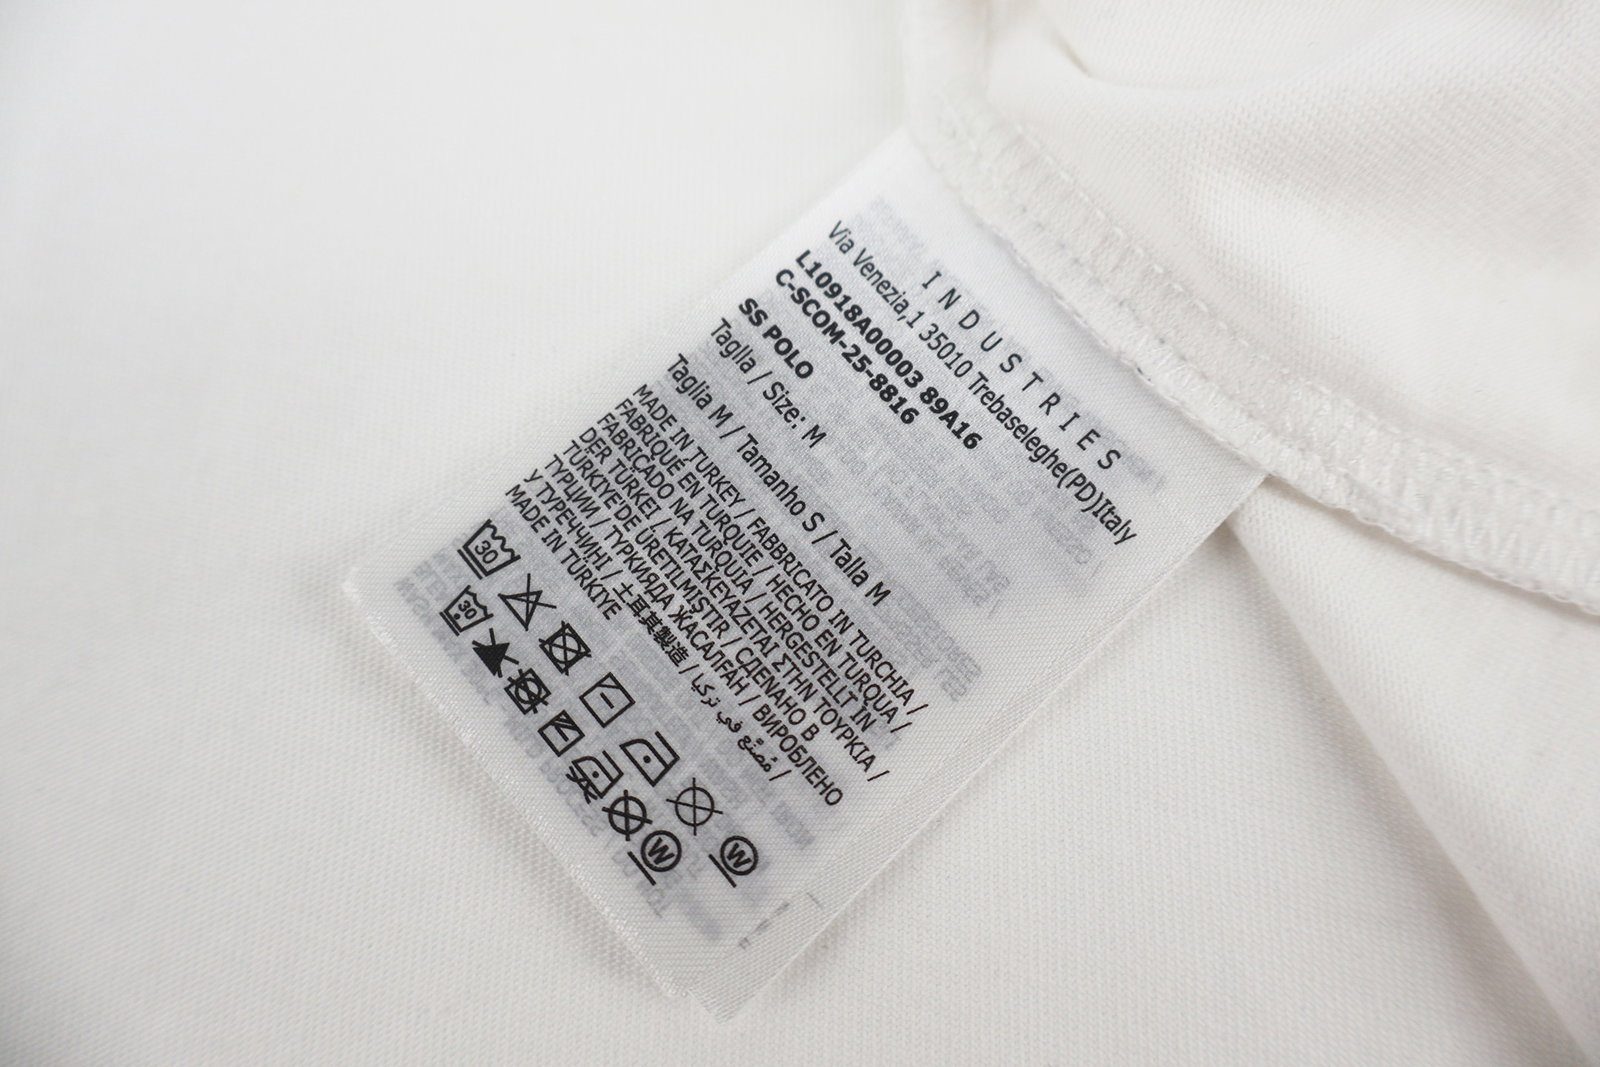 INDUSTRIES
Via Venezia,1 35010 Trebaseleghe(PD)Italy
L10918A00003 89A16
C-SCOM-25-8816
SS POLO
Taglla / Size: M
Taglia M / Tamanho S / Talla M
MADE IN TURKEY / FABBRICATO IN TURCHIA /
FABRIQUÉ EN TURQUIE / HECHO EN TURQUA /
FABRICADO NA TURQUIA / HERGESTELLT IN
DER TÜRKEI / ΚΑΤΑΣΚΕΥΑΖΕΤΑΙ ΣΤΗΝ ΤΟΥΡΚΙΑ /
TÜRKIYE'DE ÜRETILMIŞTIR / СДЕЛАНО В
ТУРЦИИ / ТҮРКИЯДА ЖАСАЛҒАН / ВИРОБЛЕНО
У ТУРЕЧЧИНІ / 土耳其製造 / مُصنّع في تركيا /
MADE IN TÜRKIYE
30
W
30
W